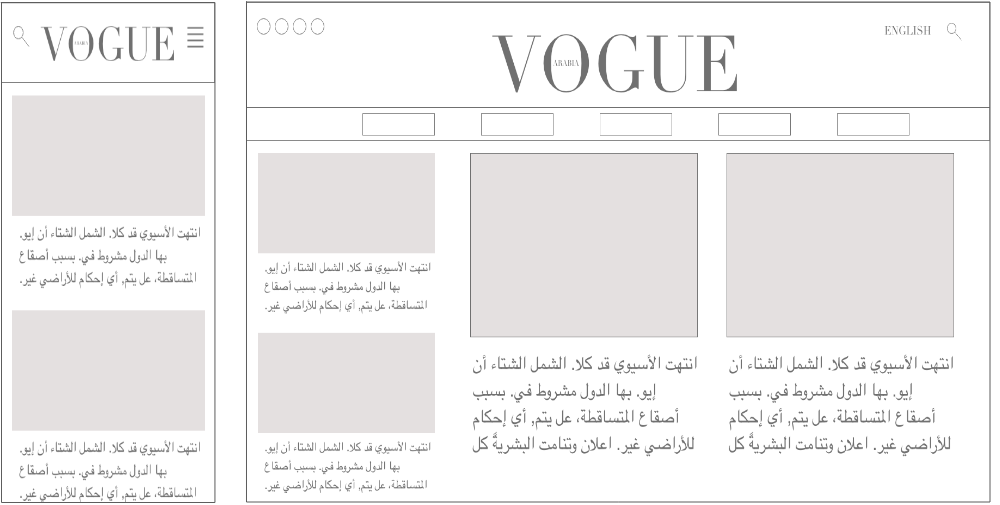 VOGUE
ARABIA
انتهت الأسيوي قد كلا. الشمل الشتاء أن إيو.
بها الدول مشروط في. بسبب أصقاع
المتساقطة، عل يتم, أي إحكام للأراضي غير.
انتهت الأسيوي قد كلا. الشمل الشتاء أن إيو.
بها الدول مشروط في. بسبب أصقاع
المتساقطة، عل يتم, أي إحكام للأراضي غير.
ENGLISH
VOGUE
ARABIA
انتهت الأسيوي قد كلا. الشمل الشتاء أن
إيو. بها الدول مشروط في. بسبب
أصقاع المتساقطة، عل يتم, أي إحكام
للأراضي غير. اعلان وتنامت البشريةً كل
انتهت الأسيوي قد كلا. الشمل الشتاء أن
إيو. بها الدول مشروط في. بسبب
أصقاع المتساقطة، عل يتم, أي إحكام
للأراضي غير. اعلان وتنامت البشريةً كل
انتهت الأسيوي قد كلا. الشمل الشتاء أن إيو.
بها الدول مشروط في. بسبب أصقاع
المتساقطة، عل يتم, أي إحكام للأراضي غير.
انتهت الأسيوي قد كلا. الشمل الشتاء أن إيو.
بها الدول مشروط في. بسبب أصقاع
المتساقطة، عل يتم, أي إحكام للأراضي غير.